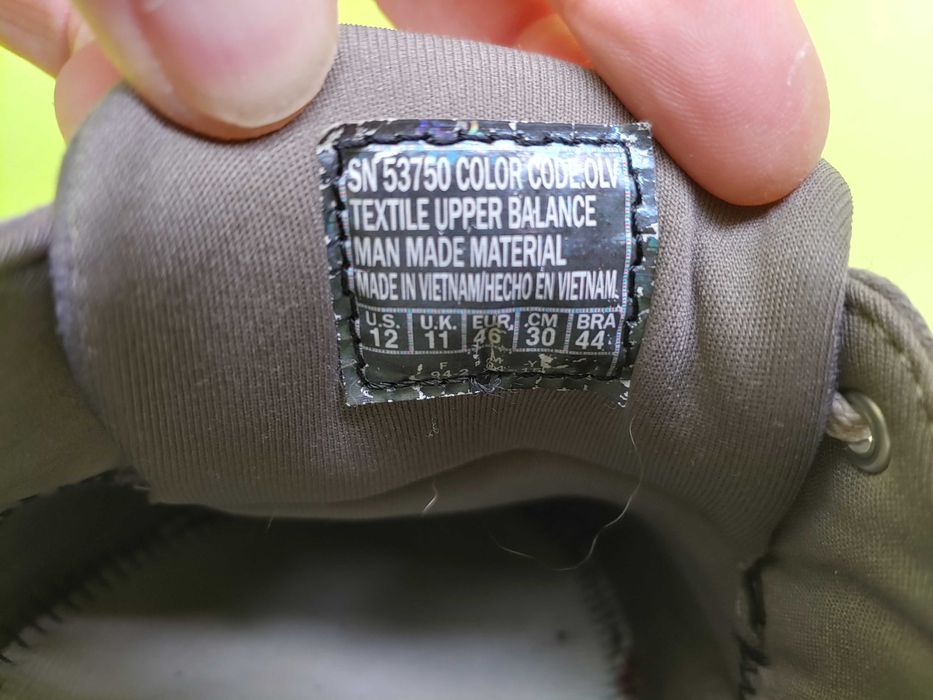 SN 53750 COLOR CODE:OLV
TEXTILE UPPER BALANCE
MAN MADE MATERIAL
MADE IN VIETNAM/HECHO EN VIETNAM.
U.S. U.K. EUR. CM BRA
12 11 46 30 44